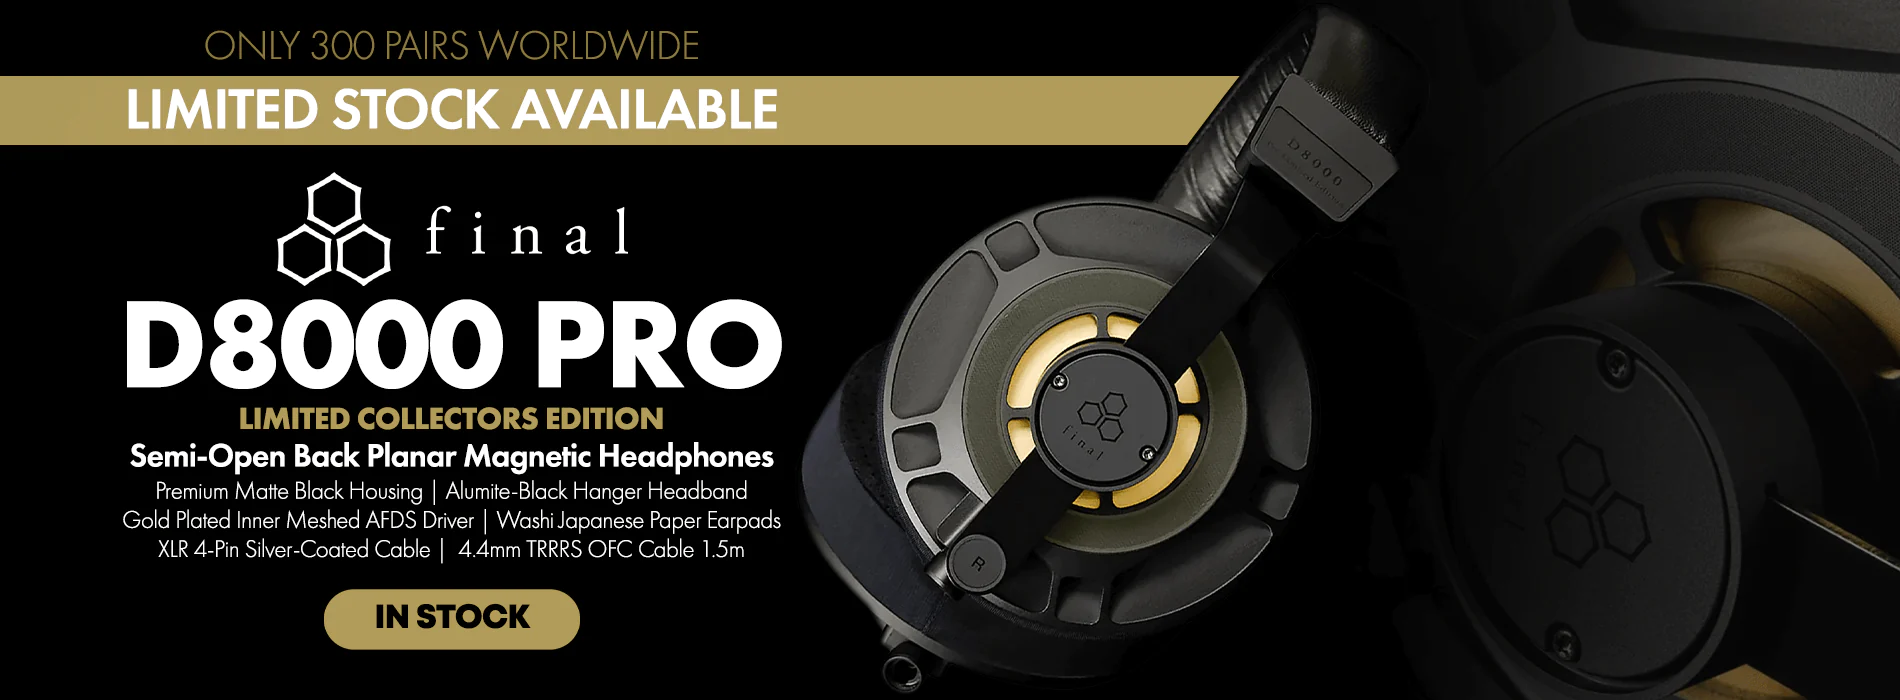 ONLY 300 PAIRS WORLDWIDE
LIMITED STOCK AVAILABLE
final
D8000 PRO
LIMITED COLLECTORS EDITION
Semi-Open Back Planar Magnetic Headphones
Premium Matte Black Housing | Alumite-Black Hanger Headband
Gold Plated Inner Meshed AFDS Driver | Washi Japanese Paper Earpads
XLR 4-Pin Silver-Coated Cable | 4.4mm TRRRS OFC Cable 1.5m
IN STOCK
D8000
final
R